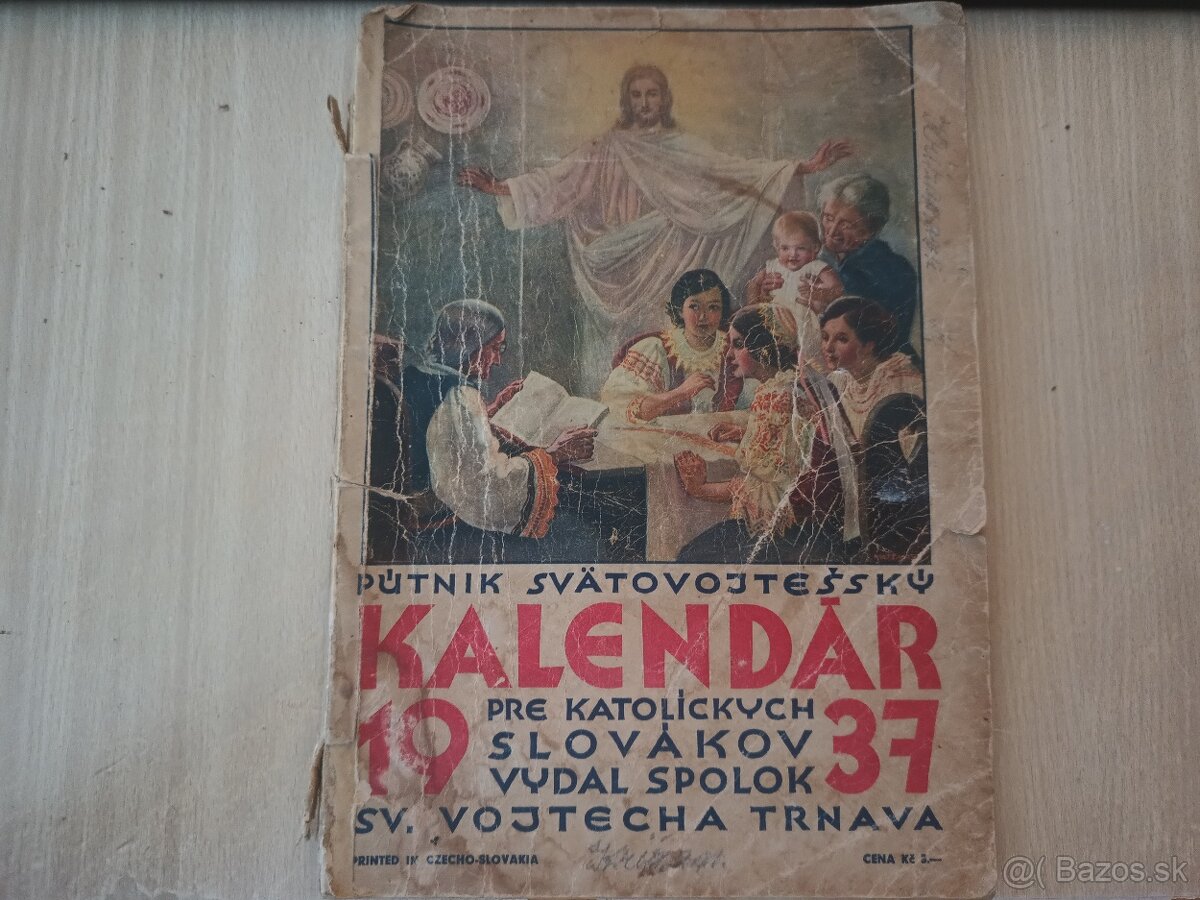 PÚTNIK SVÄTOVOJTEŠSKÝ
KALENDÁR
19 PRE KATOLÍCKYCH 37
SLOVÁKOV
VYDAL SPOLOK
SV. VOJTECHA TRNAVA
PRINTED IN CZECHO-SLOVAKIA
CENA Kč 3.—
@( Bazos.sk